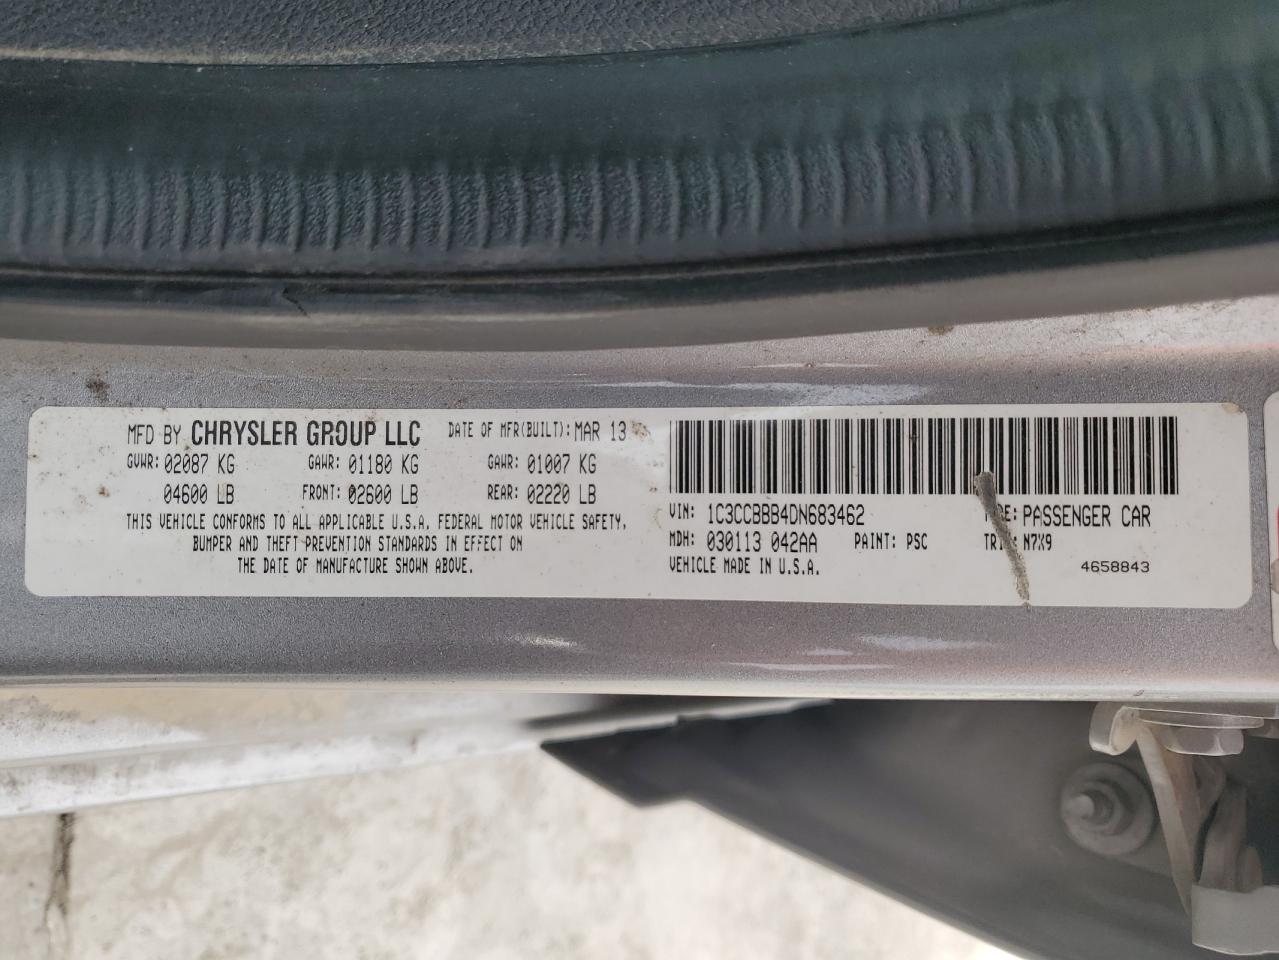 MFD BY CHRYSLER GROUP LLC DATE OF MFR(BUILT): MAR 13
GVWR: 02087 KG GAWR: 01180 KG GAWR: 01007 KG
04600 LB FRONT: 02600 LB REAR: 02220 LB
THIS VEHICLE CONFORMS TO ALL APPLICABLE U.S.A. FEDERAL MOTOR VEHICLE SAFETY,
BUMPER AND THEFT PREVENTION STANDARDS IN EFFECT ON
THE DATE OF MANUFACTURE SHOWN ABOVE.
VIN: 1C3CCBBB4DN683462 PASSENGER CAR
MDH: 030113 042AA PAINT: PSC N7X9
VEHICLE MADE IN U.S.A. 4658843